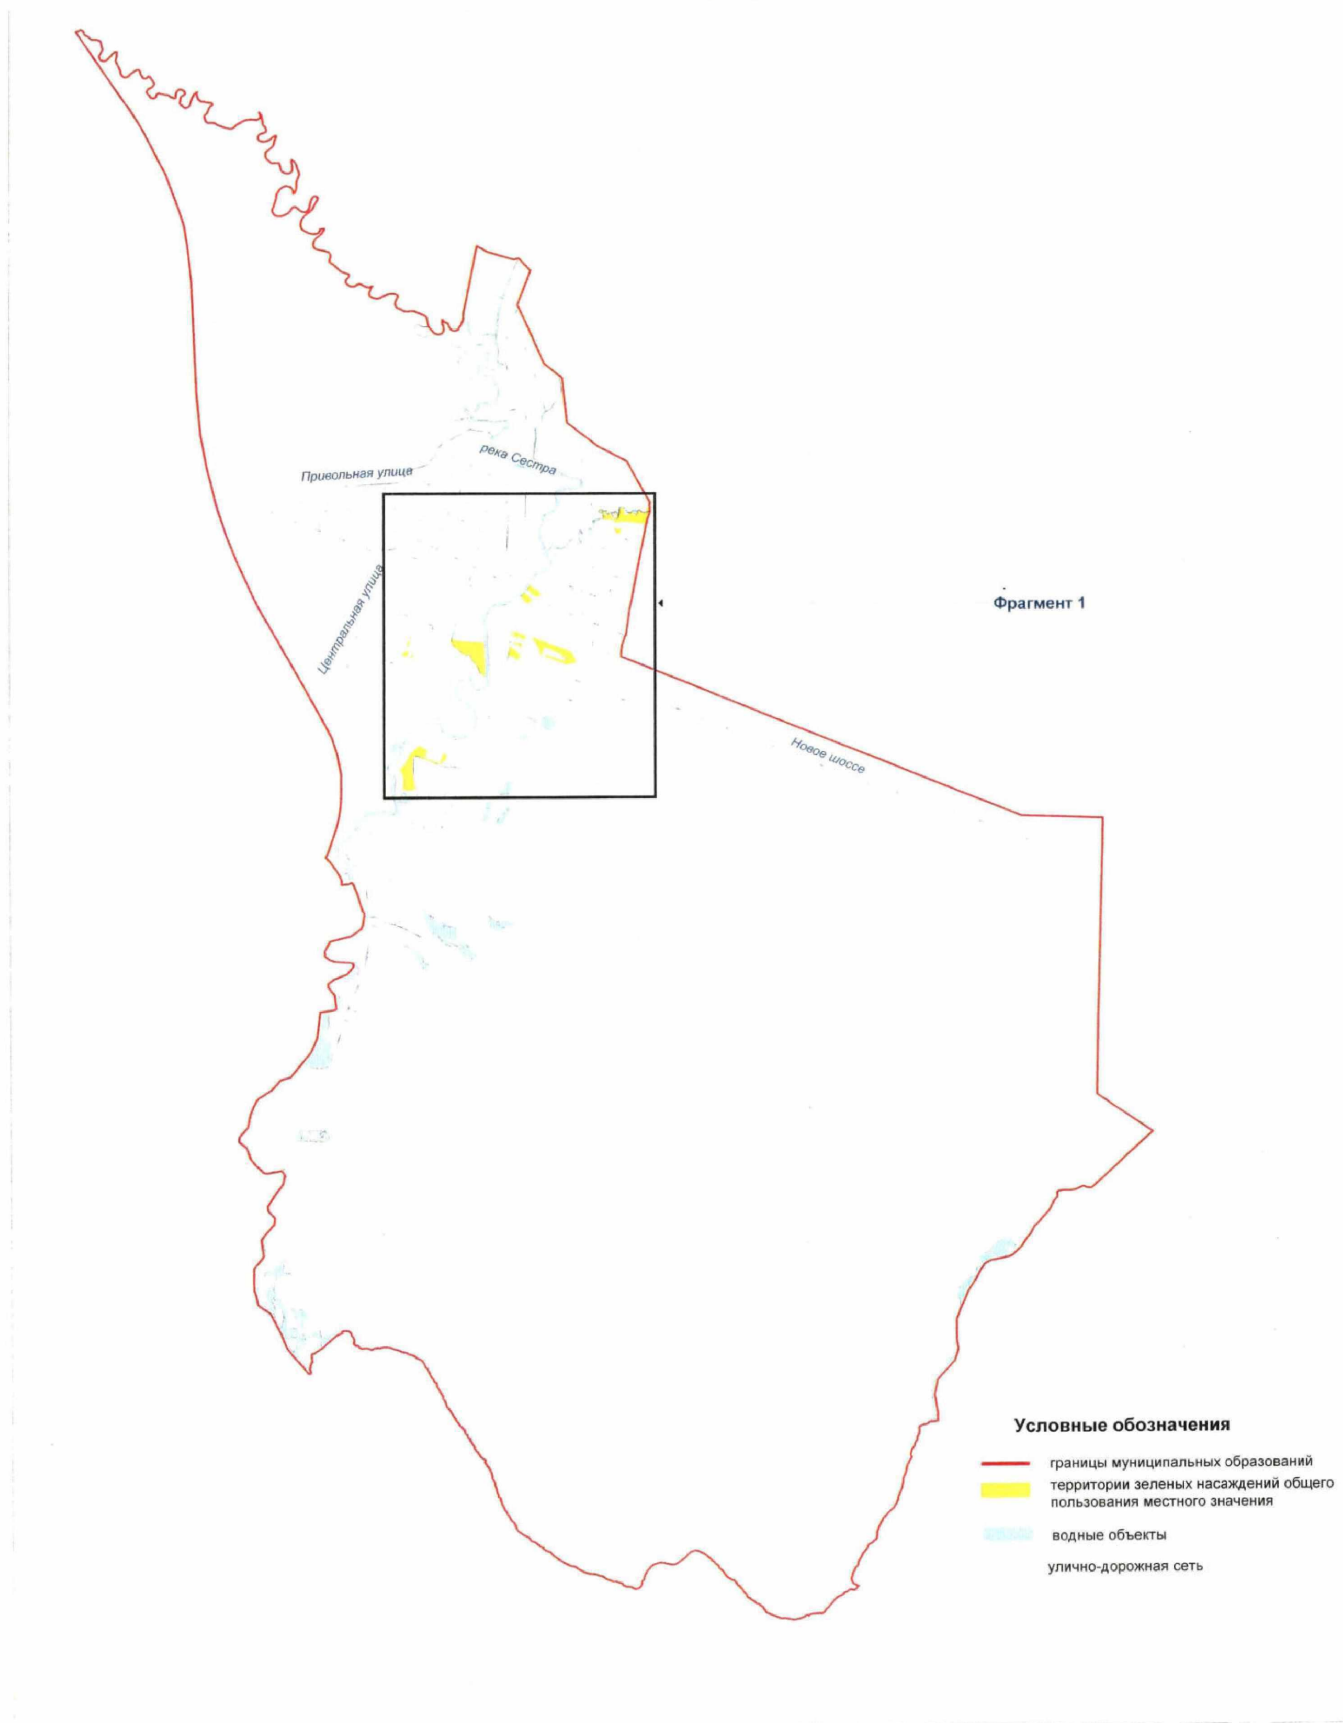 река Сестра
Привольная улица
Центральная улица
Фрагмент 1
Новое шоссе
Условные обозначения
границы муниципальных образований
территории зеленых насаждений общего
пользования местного значения
водные объекты
улично-дорожная сеть